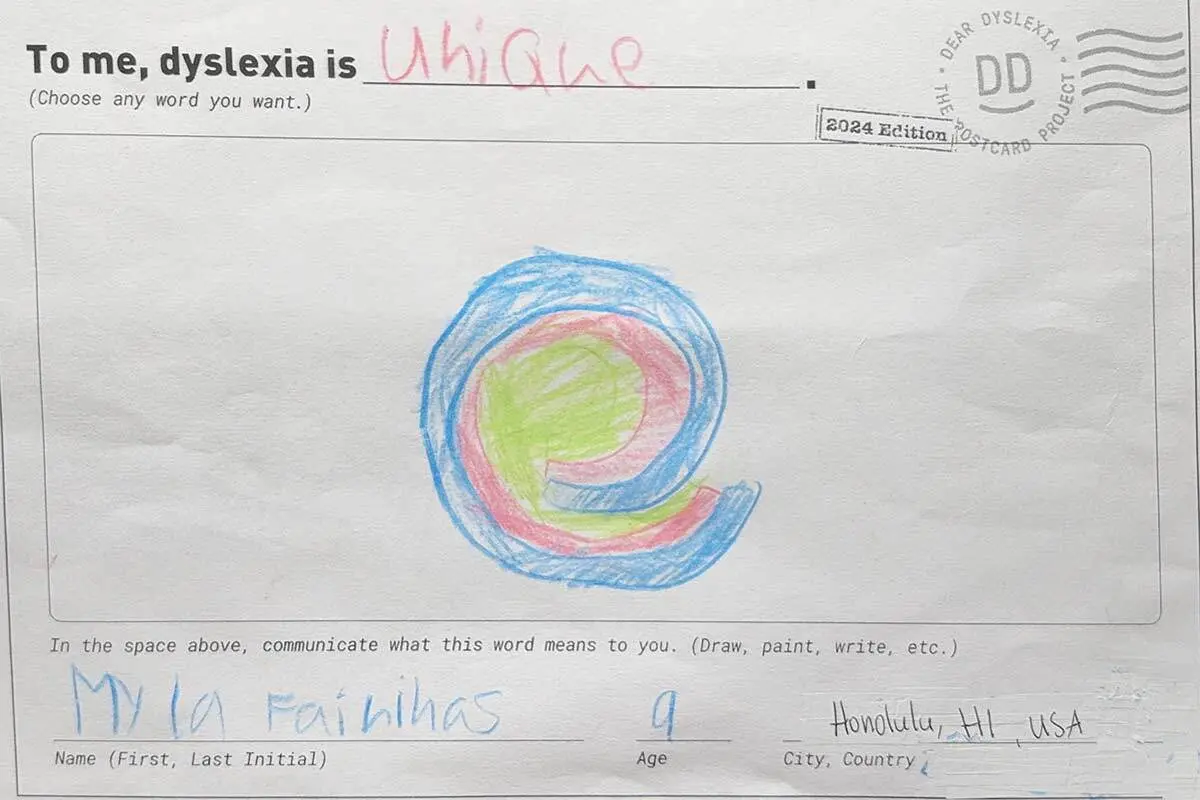 To me, dyslexia is Unique.
(Choose any word you want.)
DEAR DYSLEXIA
THE POSTCARD PROJECT
DD
2024 Edition
In the space above, communicate what this word means to you. (Draw, paint, write, etc.)
Myla Fainihas 9 Honolulu, HI, USA
Name (First, Last Initial) Age City, Country